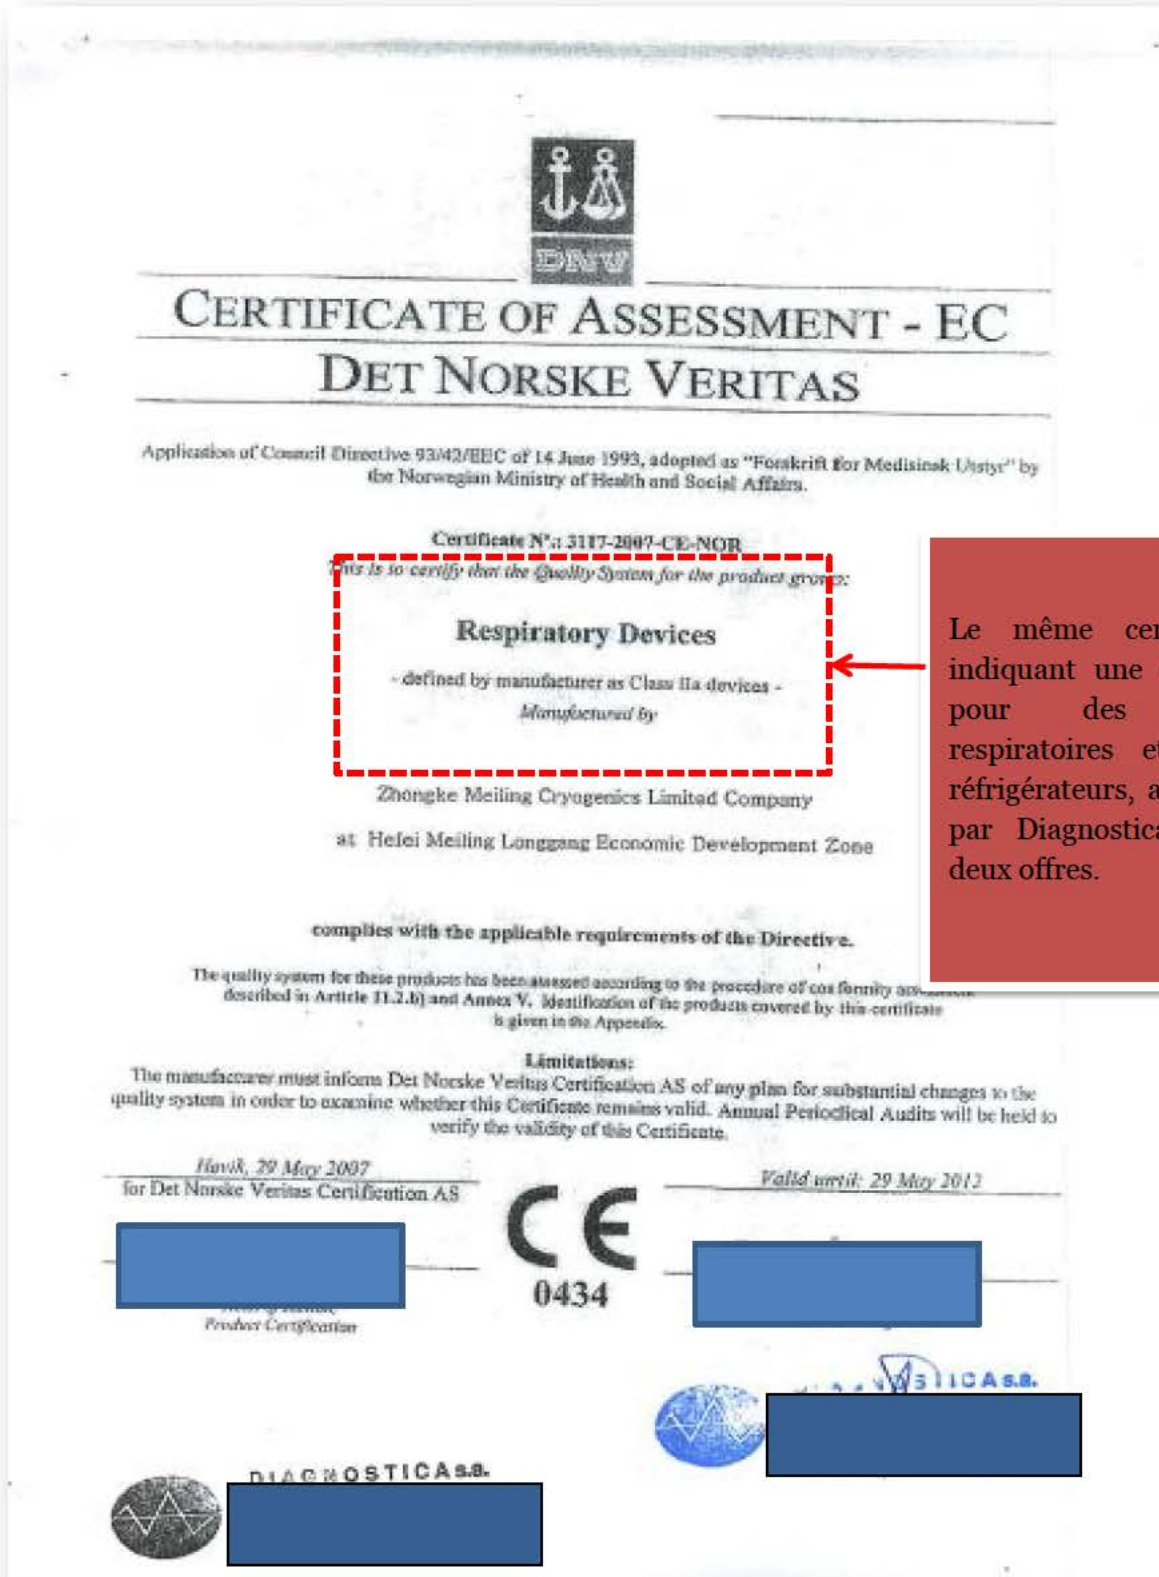 DNV
CERTIFICATE OF ASSESSMENT - EC
DET NORSKE VERITAS
Application of Council Directive 93/42/EEC of 14 June 1993, adopted as "Forskrift for Medisinsk Utstyr" by
the Norwegian Ministry of Health and Social Affairs.
Certificate N°.: 3117-2007-CE-NOR
This is to certify that the Quality System for the product groups:
Respiratory Devices
- defined by manufacturer as Class IIa devices -
Manufactured by
Zhongke Meiling Cryogenics Limited Company
at Hefei Meiling Longgang Economic Development Zone
Le même cer
indiquant une
pour des
respiratoires et
réfrigérateurs, a
par Diagnostica
deux offres.
complies with the applicable requirements of the Directive.
The quality system for these products has been assessed according to the procedure of conformity
described in Article 11.2.b) and Annex V. Identification of the products covered by this certificate
is given in the Appendix.
Limitations:
The manufacturer must inform Det Norske Veritas Certification AS of any plan for substantial changes to the
quality system in order to examine whether this Certificate remains valid. Annual Periodical Audits will be held to
verify the validity of this Certificate.
Høvik, 29 May 2007
for Det Norske Veritas Certification AS
Valid until: 29 May 2012
CE
0434
Product Certification
DIAGNOSTICA s.a.